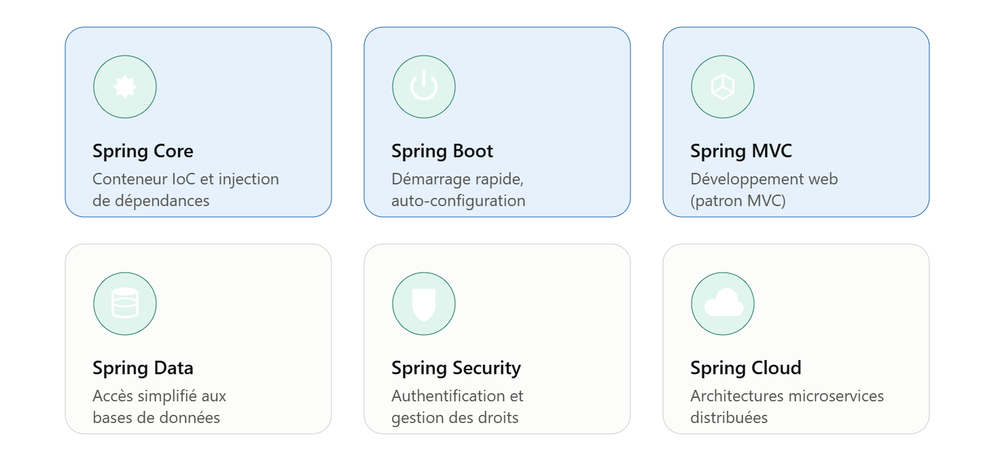 Spring Core
Conteneur IoC et injection
de dépendances
Spring Boot
Démarrage rapide,
auto-configuration
Spring MVC
Développement web
(patron MVC)
Spring Data
Accès simplifié aux
bases de données
Spring Security
Authentification et
gestion des droits
Spring Cloud
Architectures microservices
distribuées